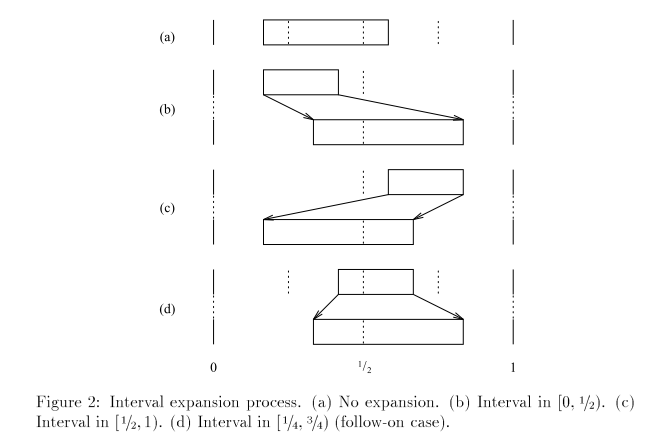 (a)
(b)
(c)
(d)
0 1/2 1
Figure 2: Interval expansion process. (a) No expansion. (b) Interval in [0, 1/2). (c)
Interval in [1/2, 1). (d) Interval in [1/4, 3/4) (follow-on case).